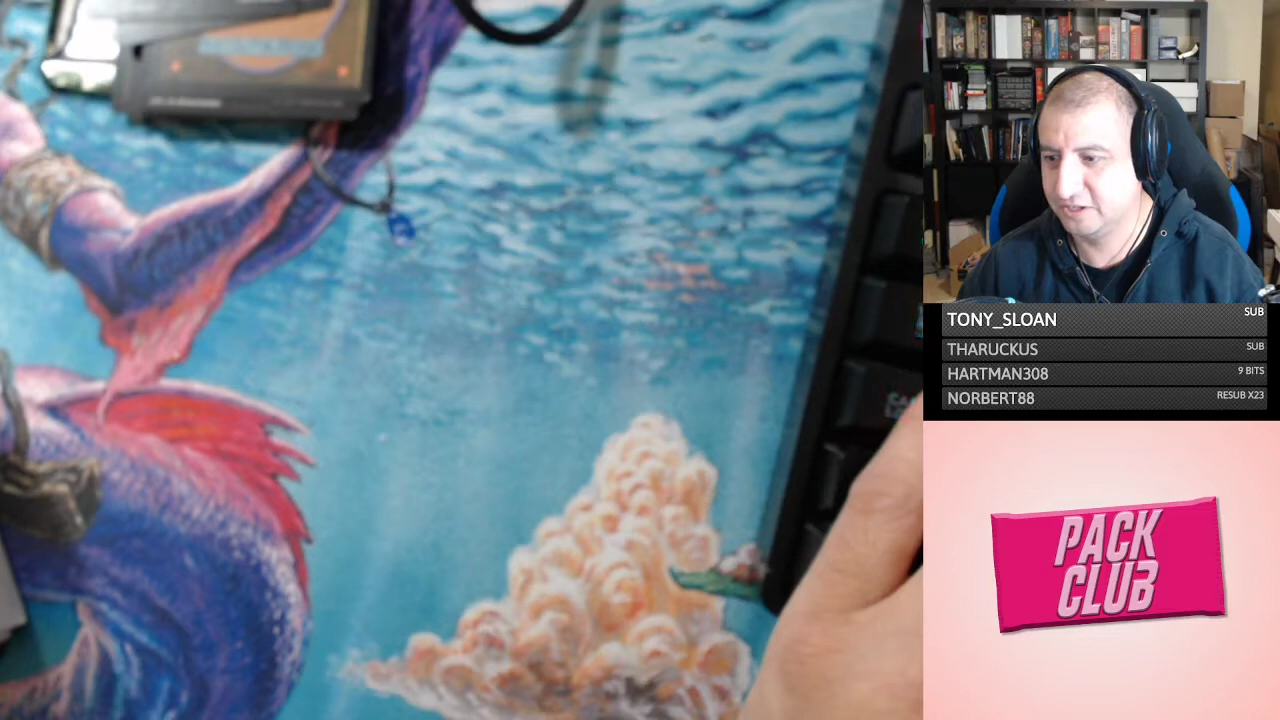 TONY_SLOAN SUB
THARUCKUS SUB
HARTMAN308 9 BITS
NORBERT88 RESUB X23
PACK
CLUB